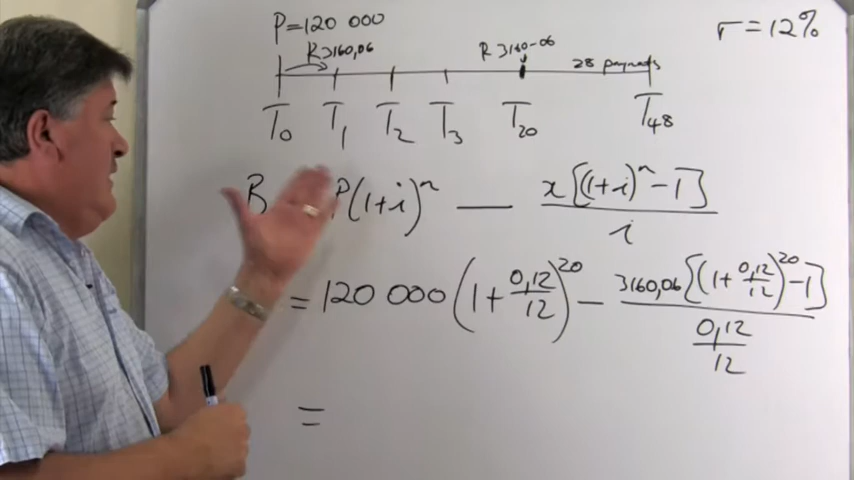 P=120 000
r=12%
R3160,06
R 3160-06
28 payments
T0 T1 T2 T3 T20 T48
B P(1+i)^n — x[(1+i)^n-1]/i
= 120 000 (1+0,12/12)^20 — 3160,06[(1+0,12/12)^20-1]/(0,12/12)
=